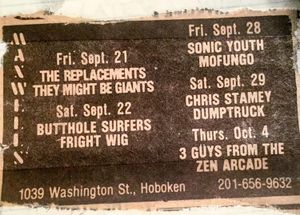 MAXWELL'S
Fri. Sept. 21
THE REPLACEMENTS
THEY MIGHT BE GIANTS
Sat. Sept. 22
BUTTHOLE SURFERS
FRIGHT WIG
Fri. Sept. 28
SONIC YOUTH
MOFUNGO
Sat. Sept. 29
CHRIS STAMEY
DUMPTRUCK
Thurs. Oct. 4
3 GUYS FROM THE
ZEN ARCADE
1039 Washington St., Hoboken
201-656-9632